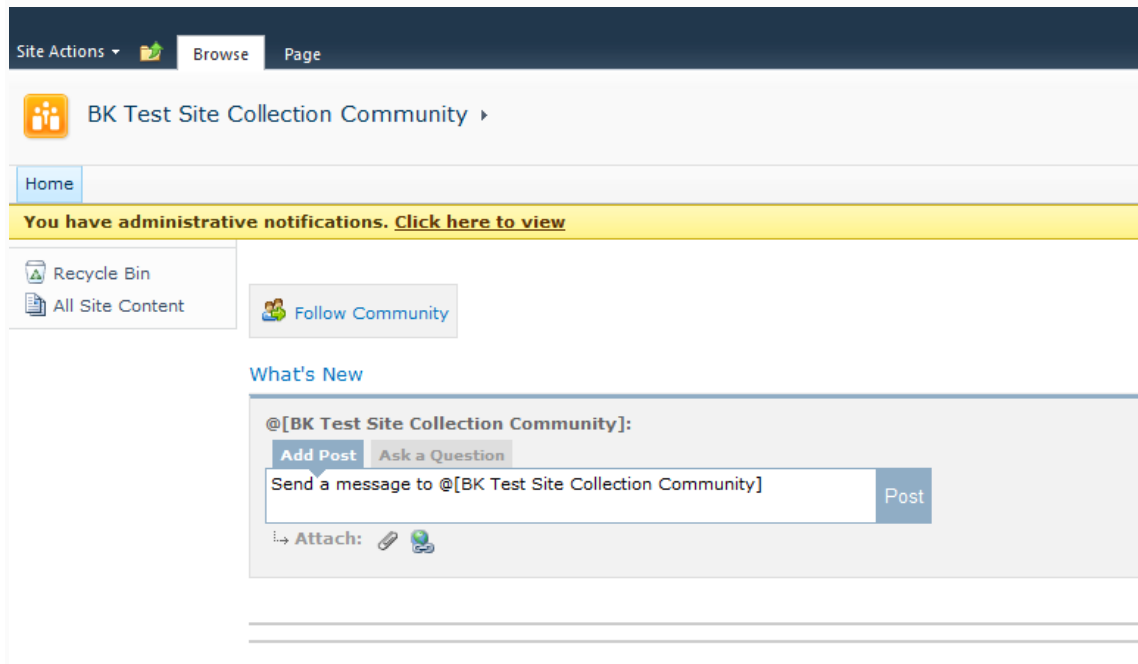 Site Actions Browse Page
BK Test Site Collection Community
Home
You have administrative notifications. Click here to view
Recycle Bin
All Site Content
Follow Community
What's New
@[BK Test Site Collection Community]:
Add Post Ask a Question
Send a message to @[BK Test Site Collection Community]
Post
Attach: